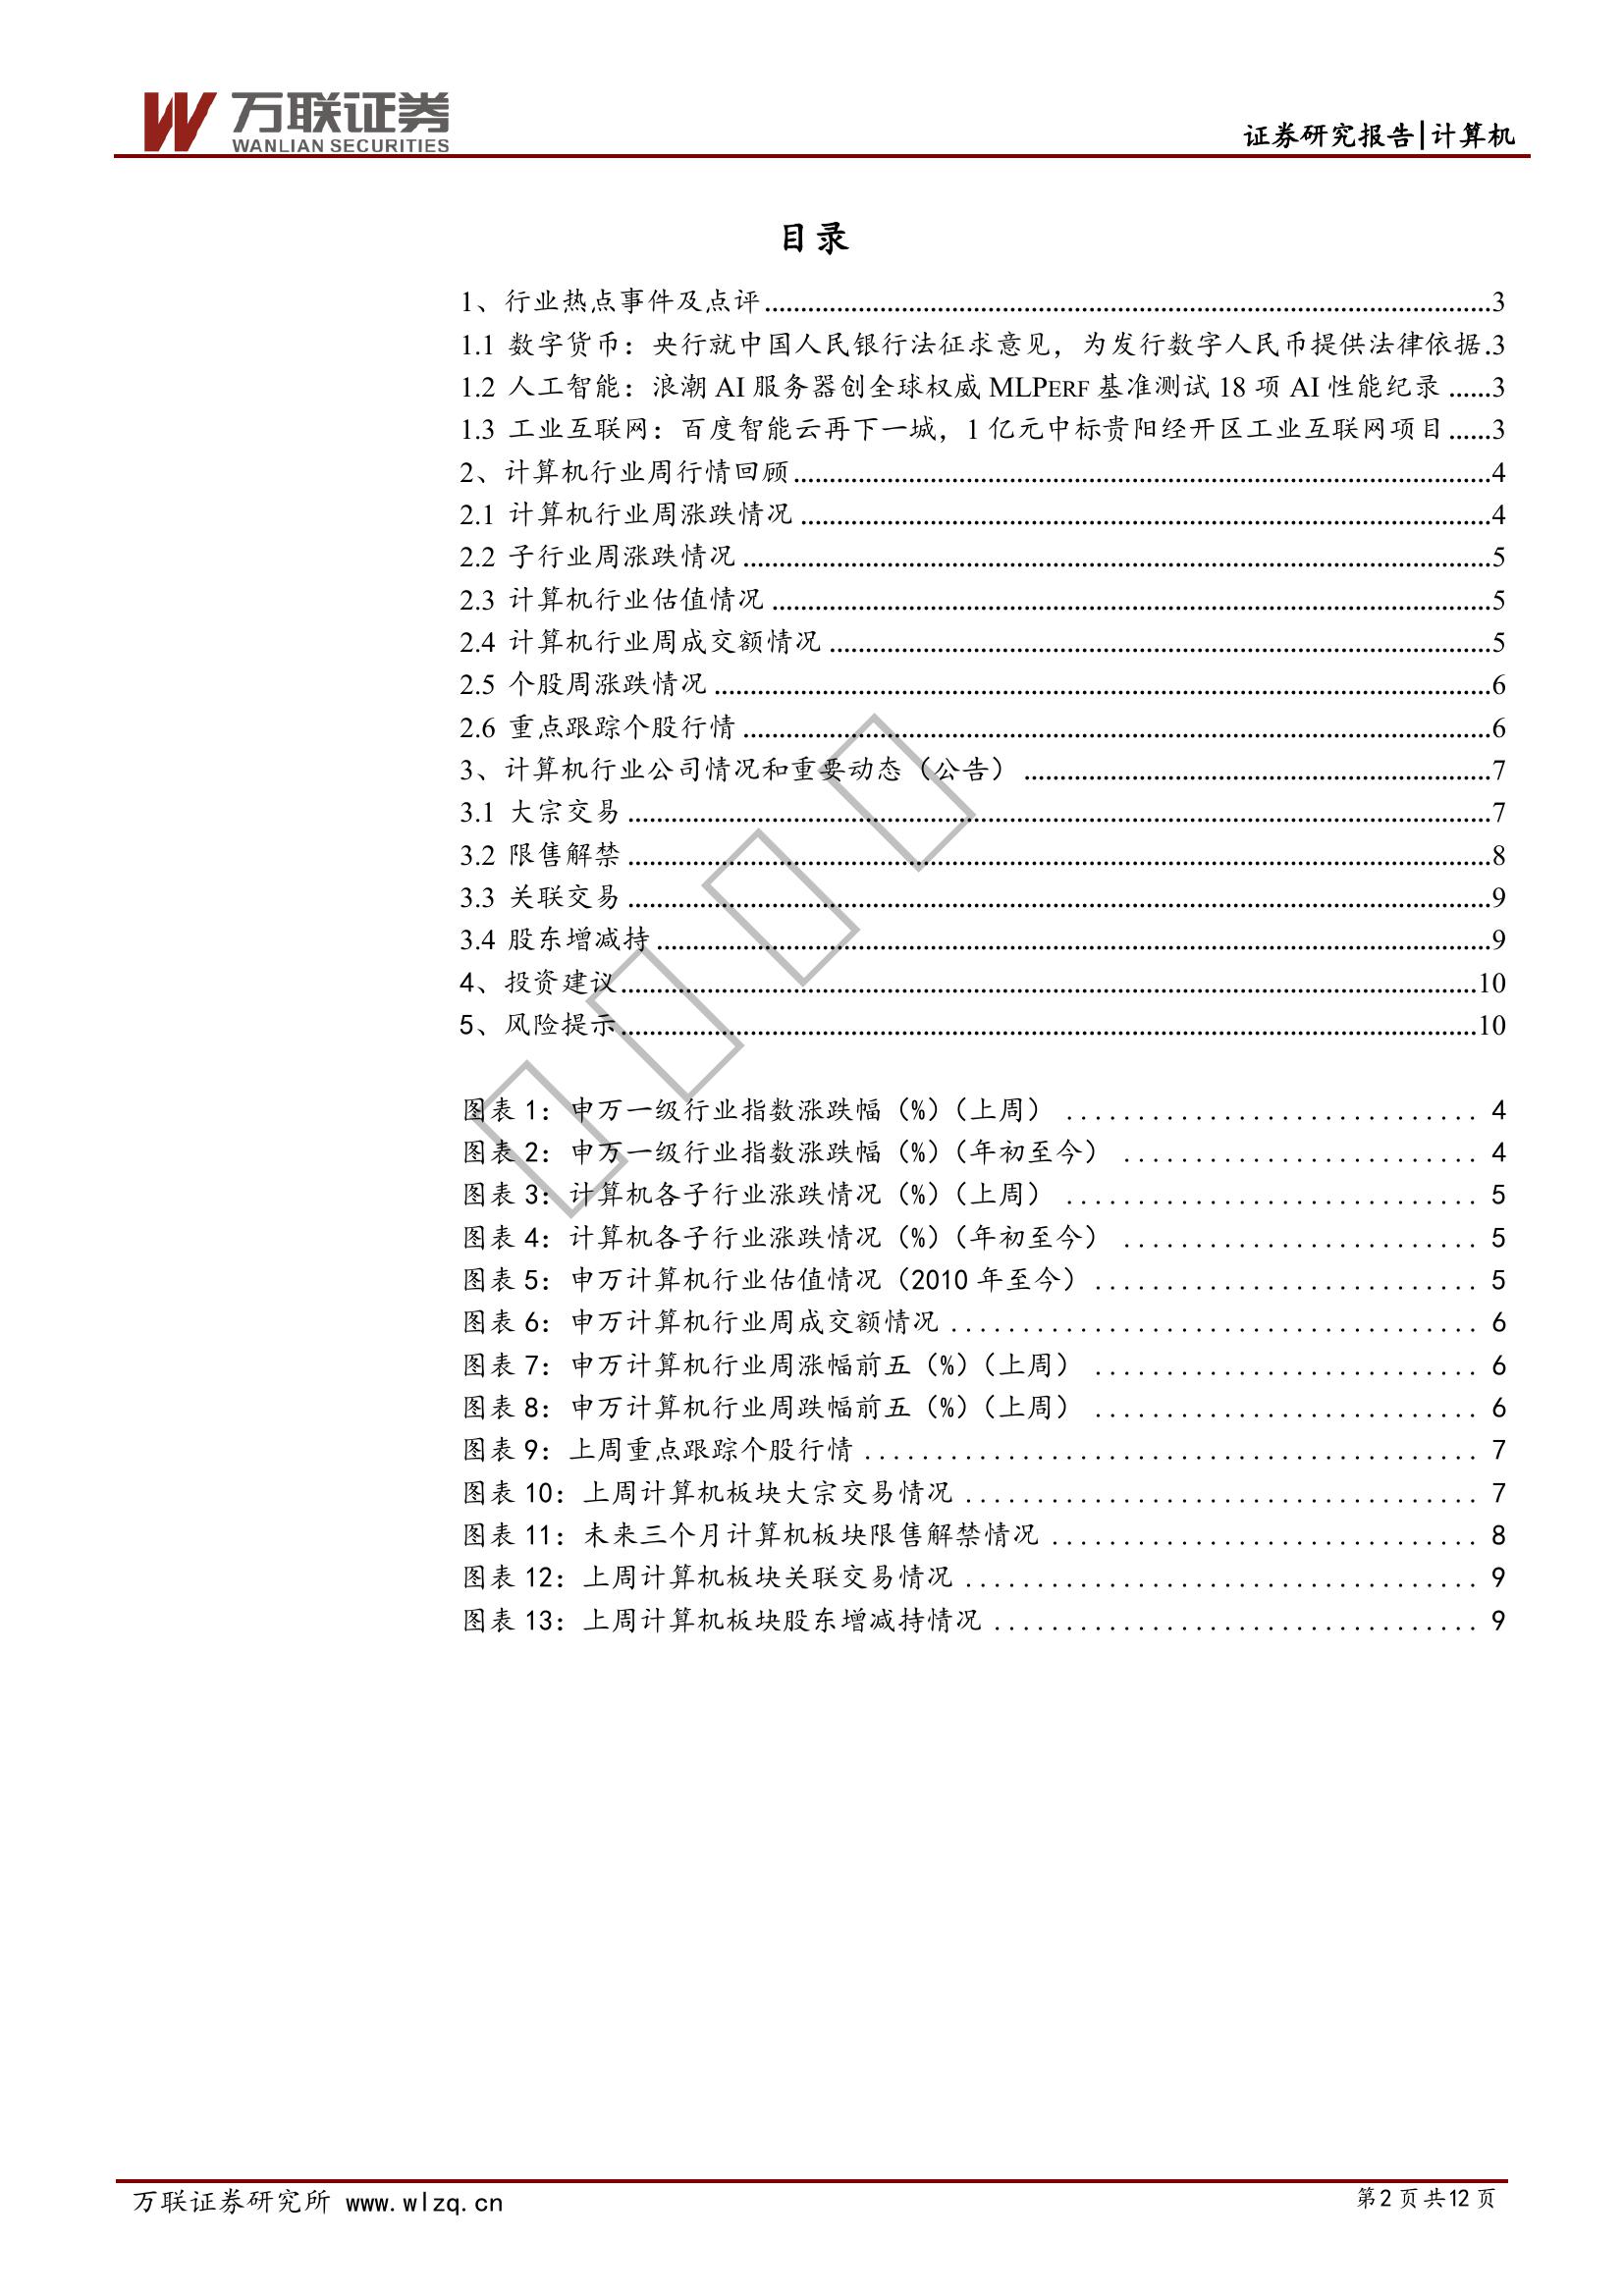 万联证券
WANLIAN SECURITIES
证券研究报告|计算机
目录
1、行业热点事件及点评....................................................................................................3
1.1 数字货币：央行就中国人民银行法征求意见，为发行数字人民币提供法律依据.3
1.2 人工智能：浪潮 AI 服务器创全球权威 MLPERF 基准测试 18 项 AI 性能纪录 ......3
1.3 工业互联网：百度智能云再下一城，1 亿元中标贵阳经开区工业互联网项目......3
2、计算机行业周行情回顾................................................................................................4
2.1 计算机行业周涨跌情况 ...............................................................................................4
2.2 子行业周涨跌情况 .......................................................................................................5
2.3 计算机行业估值情况 ...................................................................................................5
2.4 计算机行业周成交额情况 ...........................................................................................5
2.5 个股周涨跌情况 ...........................................................................................................6
2.6 重点跟踪个股行情 .......................................................................................................6
3、计算机行业公司情况和重要动态（公告） ................................................................7
3.1 大宗交易 .......................................................................................................................7
3.2 限售解禁 .......................................................................................................................8
3.3 关联交易 .......................................................................................................................9
3.4 股东增减持 ...................................................................................................................9
4、投资建议......................................................................................................................10
5、风险提示......................................................................................................................10
图表 1：申万一级行业指数涨跌幅（%）（上周） ............................. 4
图表 2：申万一级行业指数涨跌幅（%）（年初至今） ......................... 4
图表 3：计算机各子行业涨跌情况（%）（上周） ............................. 5
图表 4：计算机各子行业涨跌情况（%）（年初至今） ......................... 5
图表 5：申万计算机行业估值情况（2010 年至今）........................... 5
图表 6：申万计算机行业周成交额情况 ..................................... 6
图表 7：申万计算机行业周涨幅前五（%）（上周） ........................... 6
图表 8：申万计算机行业周跌幅前五（%）（上周） ........................... 6
图表 9：上周重点跟踪个股行情 ........................................... 7
图表 10：上周计算机板块大宗交易情况 .................................... 7
图表 11：未来三个月计算机板块限售解禁情况 .............................. 8
图表 12：上周计算机板块关联交易情况 .................................... 9
图表 13：上周计算机板块股东增减持情况 .................................. 9
万联证券研究所 www.wlzq.cn
第 2 页 共 12 页